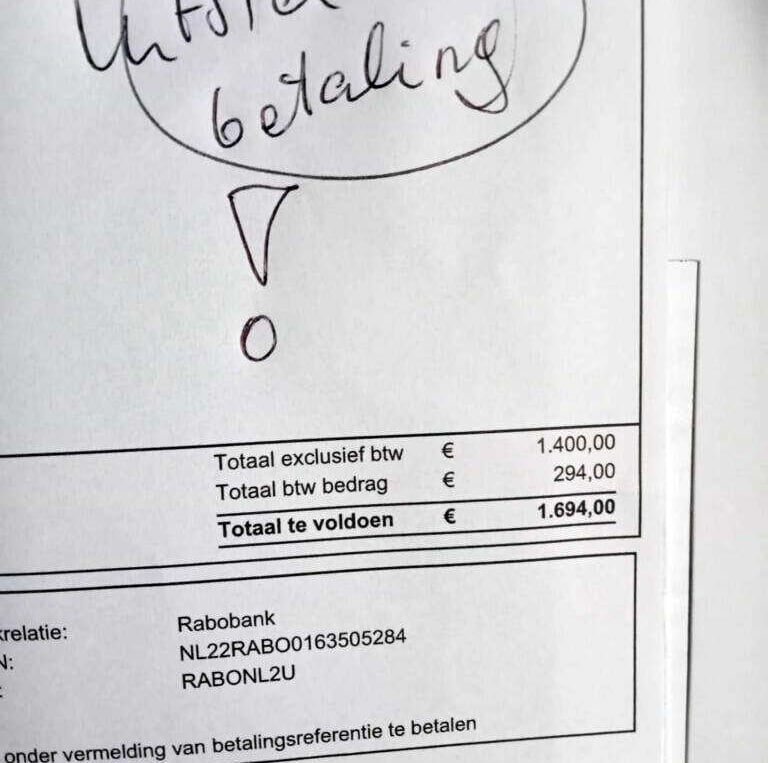 betaling
!
Totaal exclusief btw € 1.400,00
Totaal btw bedrag € 294,00
Totaal te voldoen € 1.694,00
relatie: Rabobank
N: NL22RABO0163505284
: RABONL2U
onder vermelding van betalingsreferentie te betalen